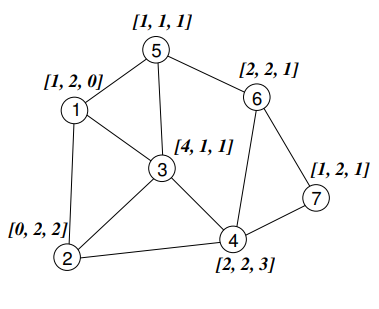 [1, 1, 1]
5
[2, 2, 1]
[1, 2, 0]
6
1
[4, 1, 1]
3
[1, 2, 1]
7
[0, 2, 2]
4
2
[2, 2, 3]